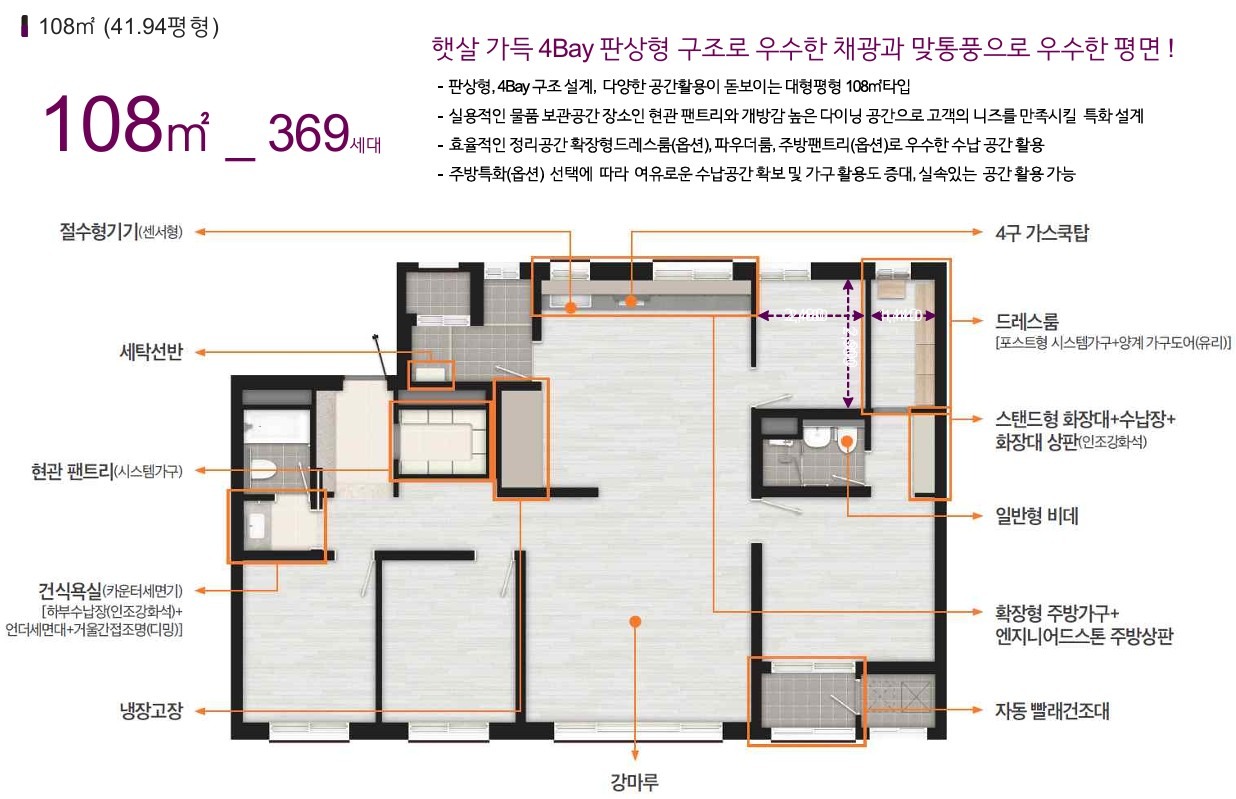 108㎡ (41.94평형)
햇살 가득 4Bay 판상형 구조로 우수한 채광과 맞통풍으로 우수한 평면 !
108㎡ _ 369세대
- 판상형, 4Bay 구조 설계, 다양한 공간활용이 돋보이는 대형평형 108㎡타입
- 실용적인 물품 보관공간 장소인 현관 팬트리와 개방감 높은 다이닝 공간으로 고객의 니즈를 만족시킬 특화 설계
- 효율적인 정리공간 확장형드레스룸(옵션), 파우더룸, 주방팬트리(옵션)로 우수한 수납 공간 활용
- 주방특화(옵션) 선택에 따라 여유로운 수납공간 확보 및 가구 활용도 증대, 실속있는 공간 활용 가능
절수형기기(센서형)
4구 가스쿡탑
드레스룸
[포스트형 시스템가구+양계 가구도어(유리)]
세탁선반
스탠드형 화장대+수납장+
화장대 상판(인조강화석)
현관 팬트리(시스템가구)
일반형 비데
건식욕실(카운터세면기)
[하부수납장(인조강화석)+
언더세면대+거울간접조명(디밍)]
확장형 주방가구+
엔지니어드스톤 주방상판
냉장고장
자동 빨래건조대
강마루